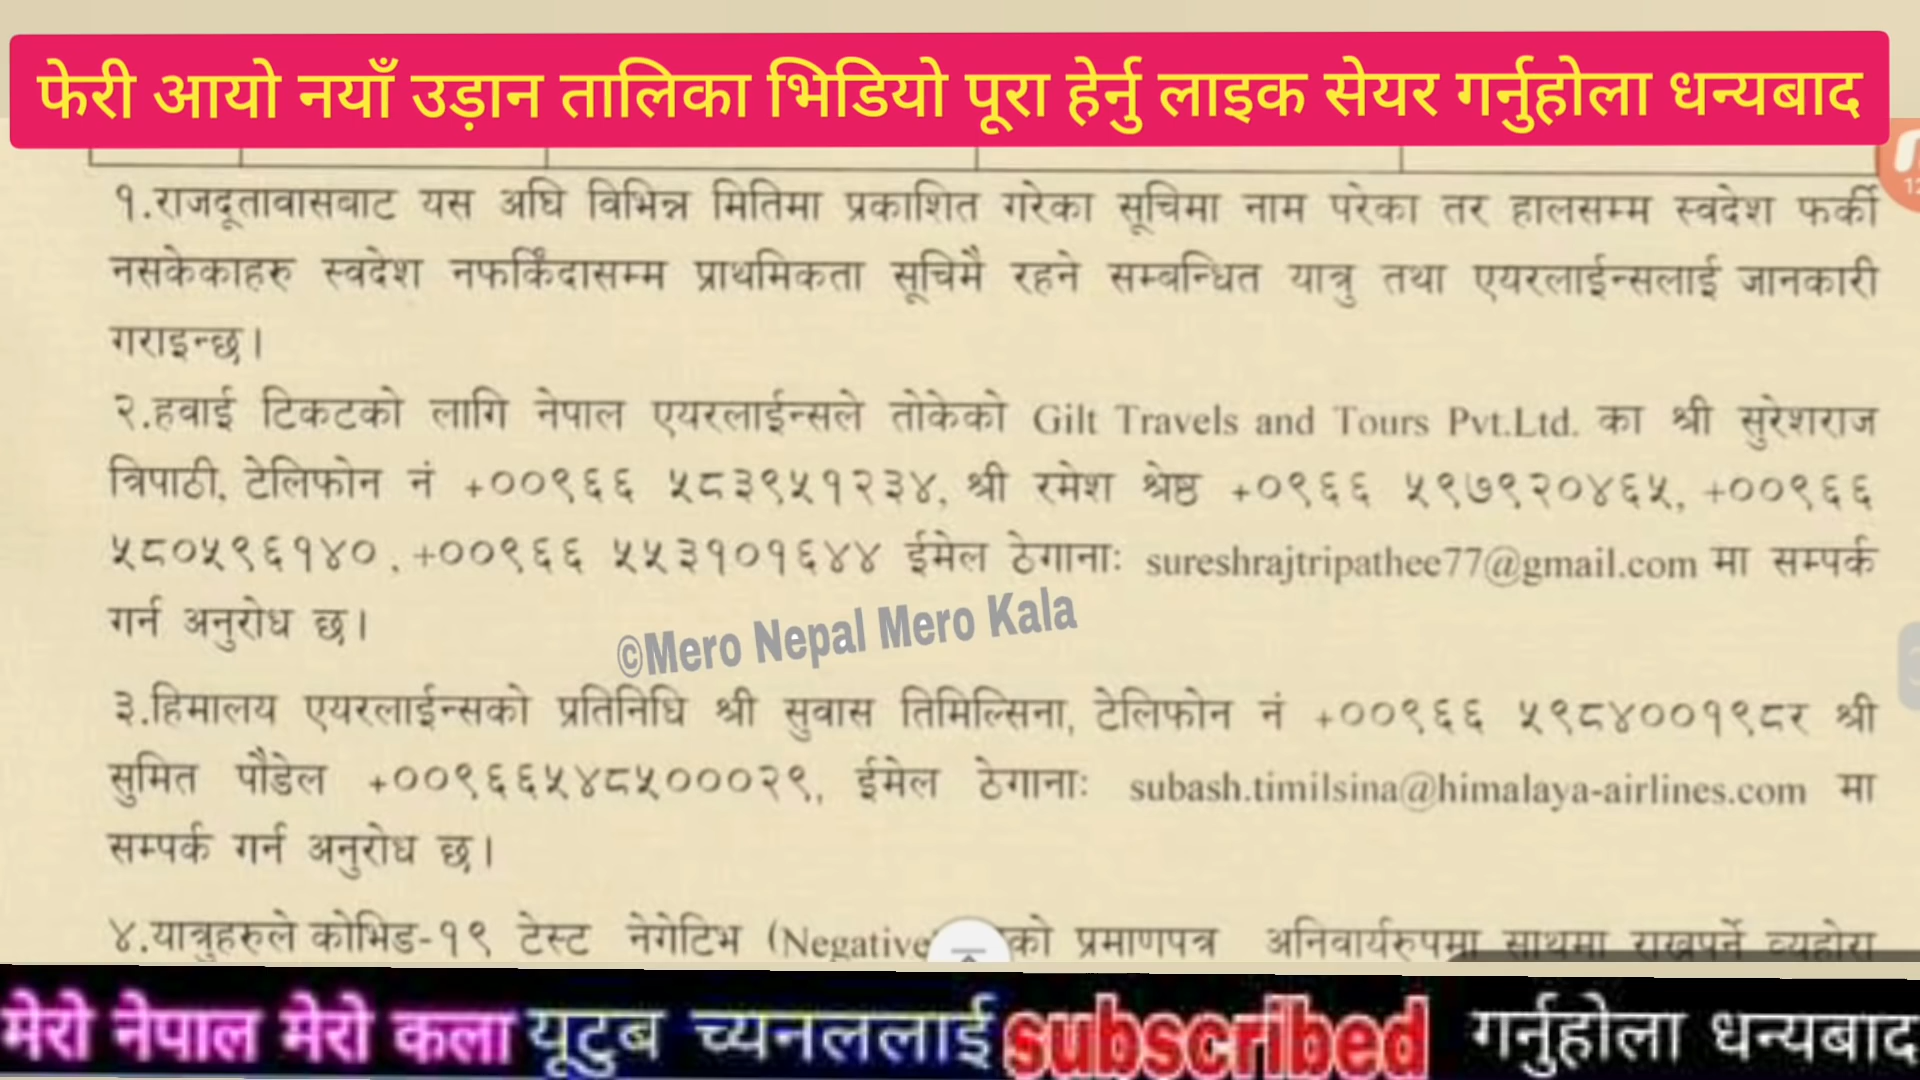 फेरी आयो नयाँ उड़ान तालिका भिडियो पूरा हेर्नु लाइक सेयर गर्नुहोला धन्यबाद
१.राजदूतावासबाट यस अघि विभिन्न मितिमा प्रकाशित गरेका सूचिमा नाम परेका तर हालसम्म स्वदेश फर्की
नसकेकाहरु स्वदेश नफर्किंदासम्म प्राथमिकता सूचिमै रहने सम्बन्धित यात्रु तथा एयरलाईन्सलाई जानकारी
गराइन्छ।
२.हवाई टिकटको लागि नेपाल एयरलाईन्सले तोकेको Gilt Travels and Tours Pvt.Ltd. का श्री सुरेशराज
त्रिपाठी, टेलिफोन नं +००९६६ ५८३९५१२३४, श्री रमेश श्रेष्ठ +०९६६ ५९७९२०४६५, +००९६६
५८०५९६१४० , +००९६६ ५५३१०१६४४ ईमेल ठेगानाः sureshrajtripathee77@gmail.com मा सम्पर्क
गर्न अनुरोध छ।
©Mero Nepal Mero Kala
३.हिमालय एयरलाईन्सको प्रतिनिधि श्री सुवास तिमिल्सिना, टेलिफोन नं +००९६६ ५९८४००१९८र श्री
सुमित पौडेल +००९६६५४८५०००२९, ईमेल ठेगानाः subash.timilsina@himalaya-airlines.com मा
सम्पर्क गर्न अनुरोध छ।
४.यात्रुहरुले कोभिड-१९ टेस्ट नेगेटिभ (Negative को प्रमाणपत्र अनिवार्यरुपमा साथमा राख्नुपर्ने व्यहोरा
मेरो नेपाल मेरो कला यूटुब च्यनललाई subscribed गर्नुहोला धन्यबाद